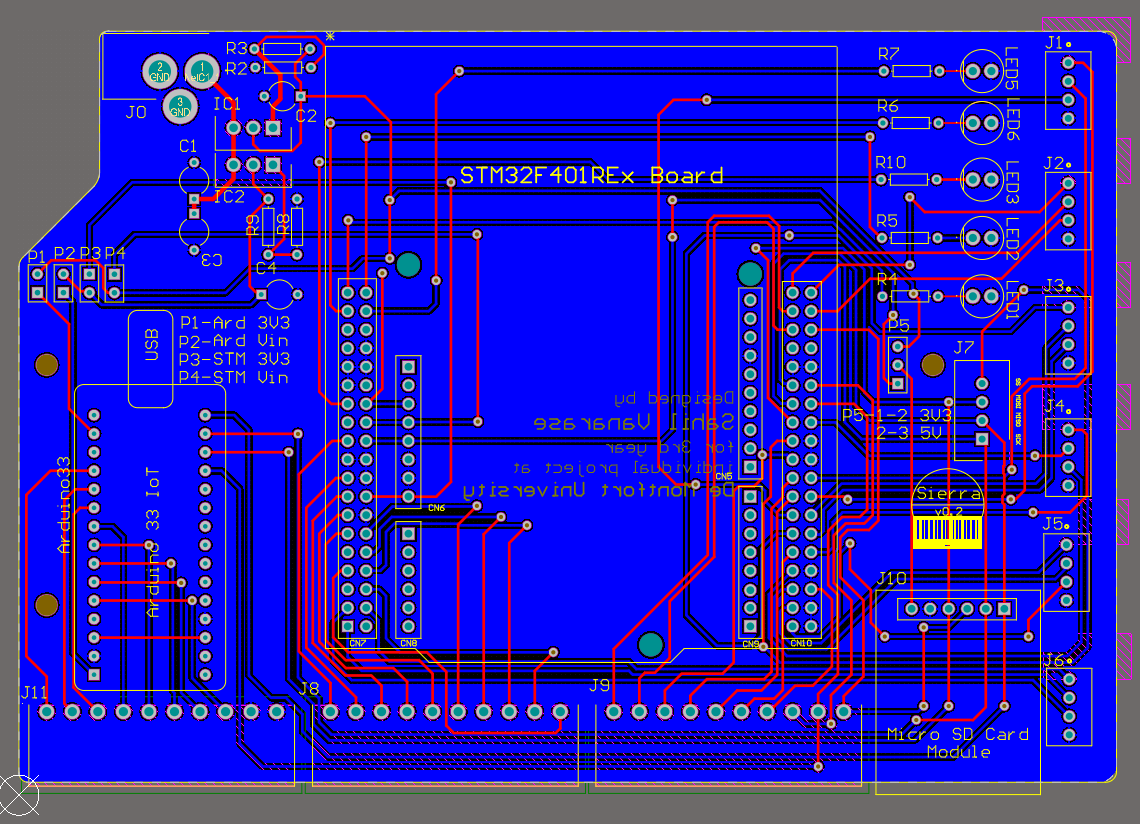 J1
R3
R7
LED5
2
GND
1
R2
3
GND
J0
IC1
C2
R6
LED6
C1
J2
R10
LED3
STM32F401REx Board
IC2
R9
R8
R5
LED2
P1
P2
P3
P4
C3
C4
R4
LED1
J3
P1-Ard 3V3
P2-Ard Vin
P3-STM 3V3
P4-STM Vin
USB
P5
J7
Designed by
Sahil Vanarase
for 3rd year
individual project at
De Montfort University
P5-1-2 3V3
2-3 5V
SS
MOSI
MISO
SCK
J4
Arduino33
Arduino 33 IoT
CN5
CN6
Sierra
v0.2
J5
J10
CN7
CN8
CN9
CN10
J6
J11
J8
J9
Micro SD Card
Module